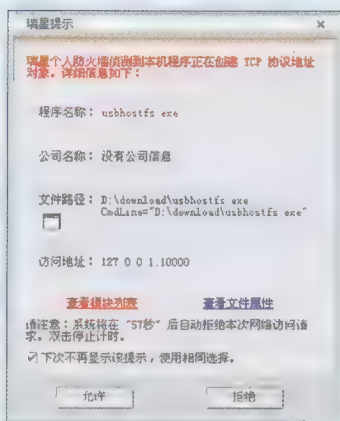 瑞星提示
瑞星个人防火墙侦测到本机程序正在创建 TCP 协议地址
对象。详细信息如下：
程序名称：usbhostfs exe
公司名称：没有公司信息
文件路径：D:\download\usbhostfs exe
CmdLine="D:\download\usbhostfs exe"
访问地址：127 0 0 1.10000
查看模块列表 查看文件属性
请注意：系统将在 "57秒" 后自动拒绝本次网络访问请
求。双击停止计时。
下次不再显示该提示，使用相同选择。
允许 拒绝